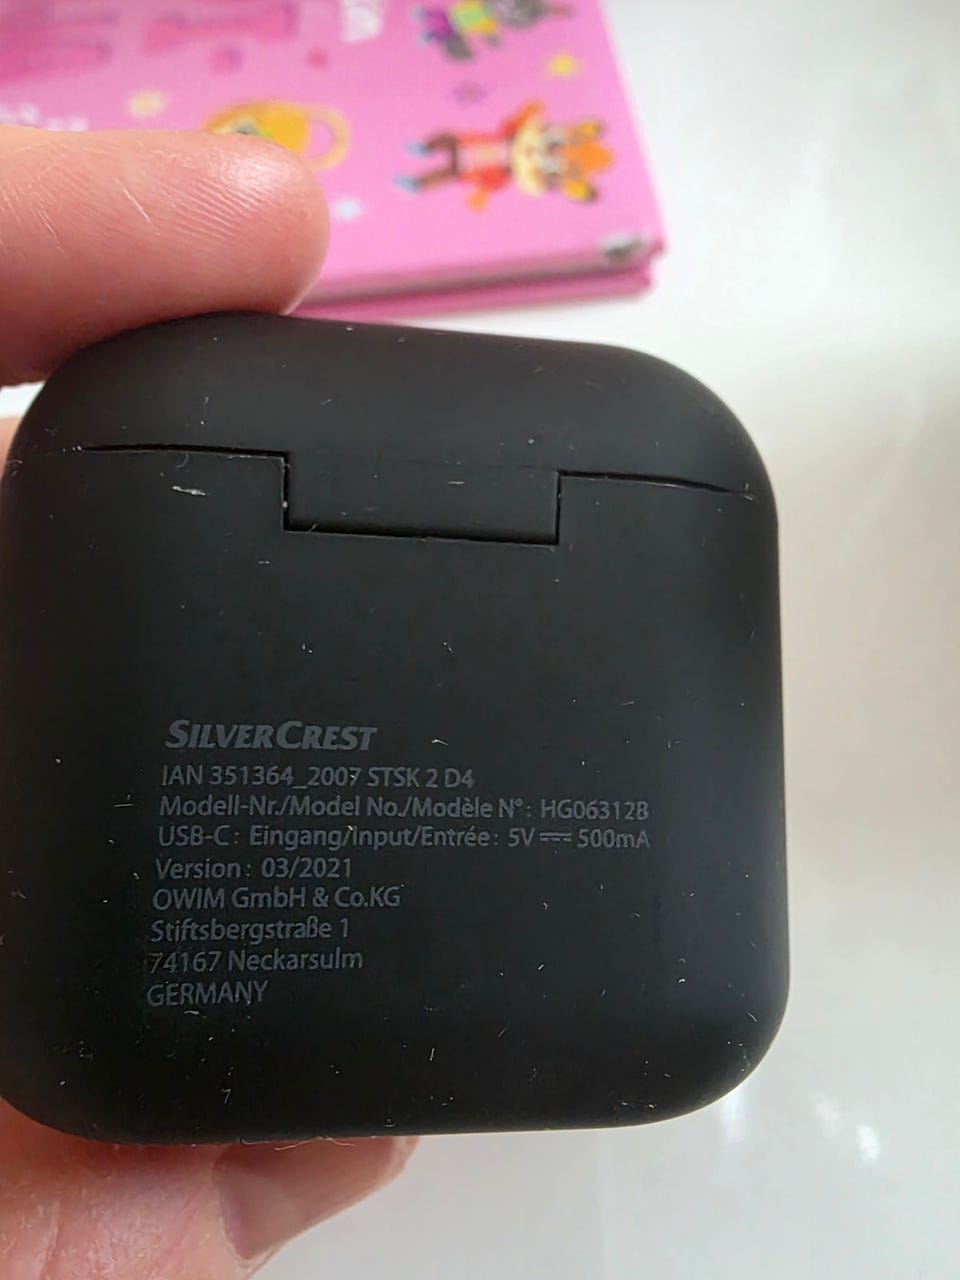 SILVERCREST
IAN 351364_2007 STSK 2 D4
Modell-Nr./Model No./Modèle N°: HG06312B
USB-C: Eingang/Input/Entrée: 5V ⎓ 500mA
Version: 03/2021
OWIM GmbH & Co.KG
Stiftsbergstraße 1
74167 Neckarsulm
GERMANY